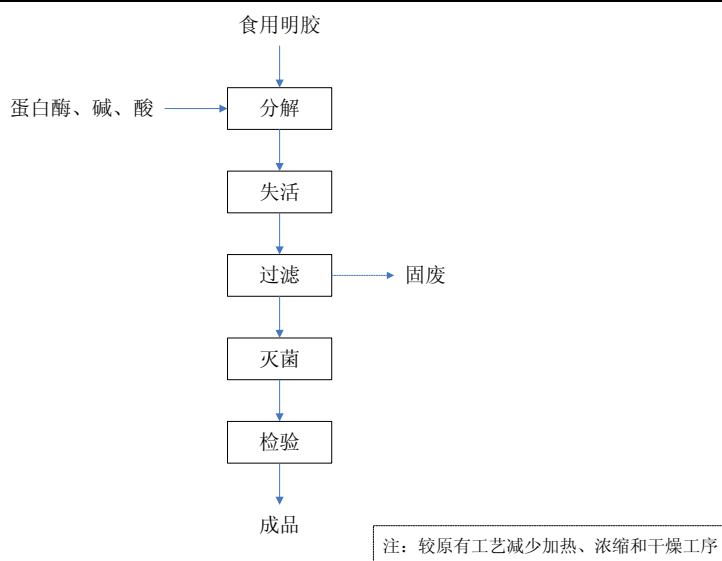 食用明胶
蛋白酶、碱、酸
分解
失活
过滤
固废
灭菌
检验
成品
注：较原有工艺减少加热、浓缩和干燥工序